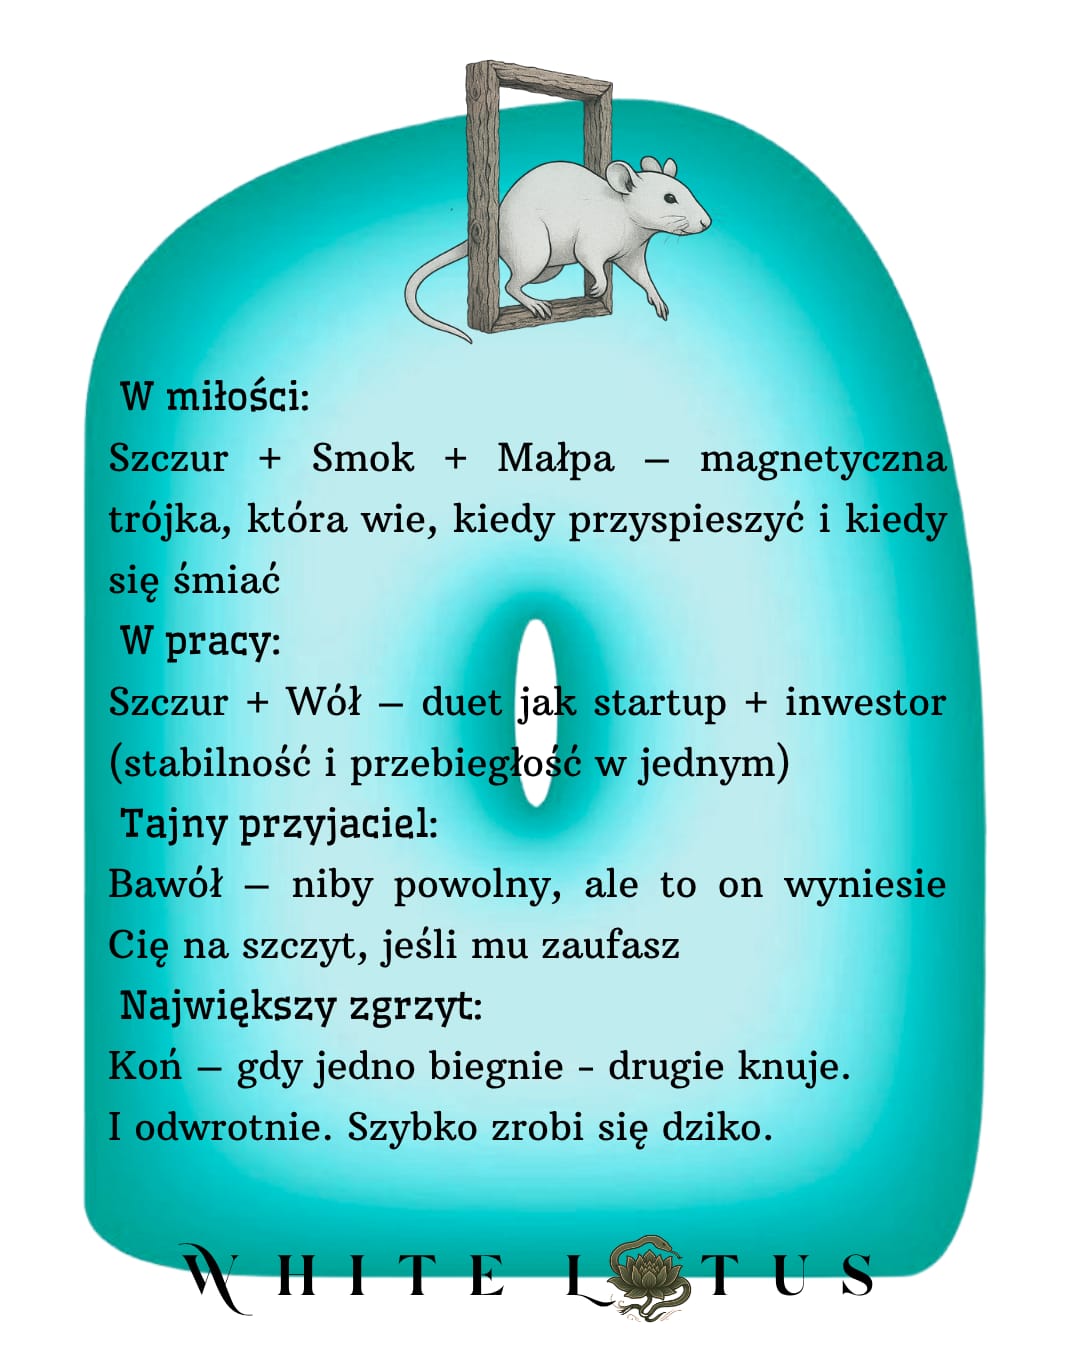 W miłości:
Szczur + Smok + Małpa – magnetyczna
trójka, która wie, kiedy przyspieszyć i kiedy
się śmiać
W pracy:
Szczur + Wół – duet jak startup + inwestor
(stabilność i przebiegłość w jednym)
Tajny przyjaciel:
Bawół – niby powolny, ale to on wyniesie
Cię na szczyt, jeśli mu zaufasz
Największy zgrzyt:
Koń – gdy jedno biegnie - drugie knuje.
I odwrotnie. Szybko zrobi się dziko.
WHITE LOTUS